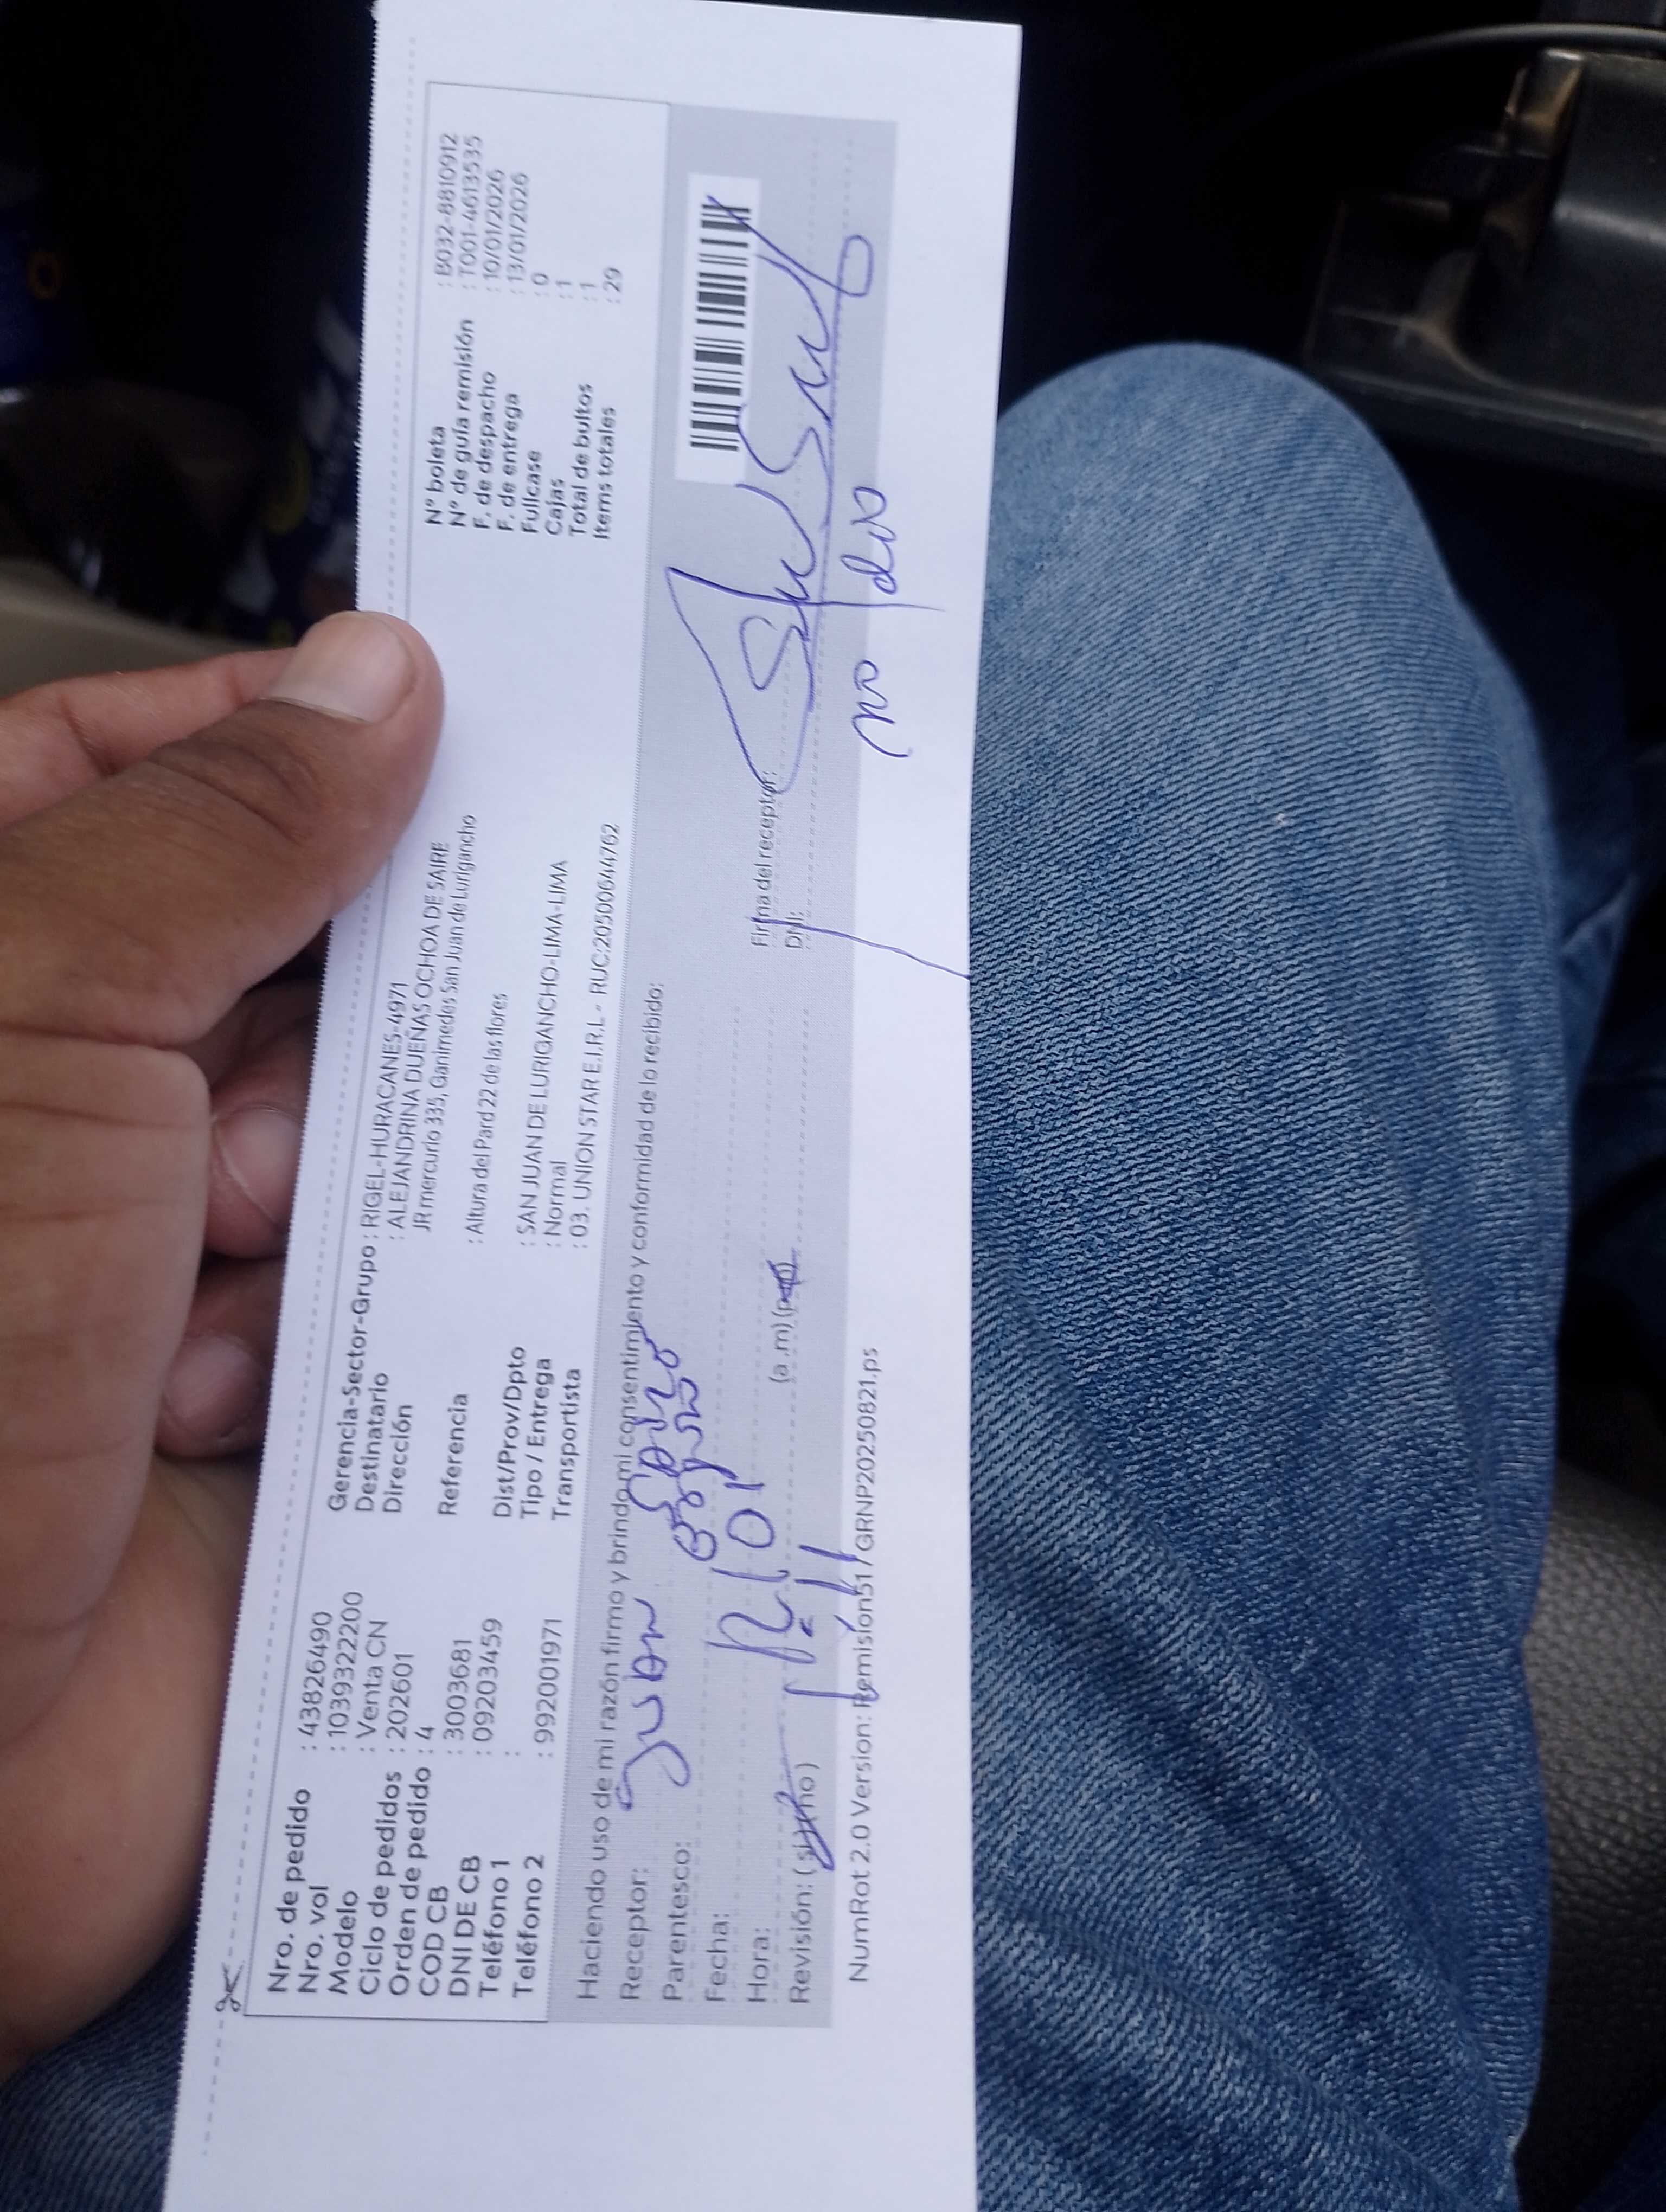 Nro. de pedido : 43826490
Nro. vol : 1039322200
Modelo : Venta CN
Ciclo de pedidos : 202601
Orden de pedido : 4
COD CB : 3003681
DNI DE CB : 09203459
Teléfono 1 :
Teléfono 2 : 992001971
Gerencia-Sector-Grupo : RIGEL-HURACANES-4971
Destinatario : ALEJANDRINA DUEÑAS OCHOA DE SAIRE
Dirección JR mercurio 335, Ganimedes San Juan de Lurigancho
Referencia : Altura del Pard 22 de las flores
Dist/Prov/Dpto : SAN JUAN DE LURIGANCHO-LIMA-LIMA
Tipo / Entrega : Normal
Transportista : 03. UNION STAR E.I.R.L - RUC:20500644762
N° boleta : B032-8810912
N° de guía remisión : T001-4613535
F. de despacho : 10/01/2026
F. de entrega : 13/01/2026
Fullcase : 0
Cajas : 1
Total de bultos : 1
Items totales : 29
Haciendo uso de mi razón firmo y brindo mi consentimiento y conformidad de lo recibido:
Receptor: Juan
Parentesco:
Fecha:
Hora: (a.m) (p.m)
Revisión: (si) (no)
Firma del receptor:
DNI:
no
NumRot 2.0 Version: Remision51 / GRNP20250821.ps